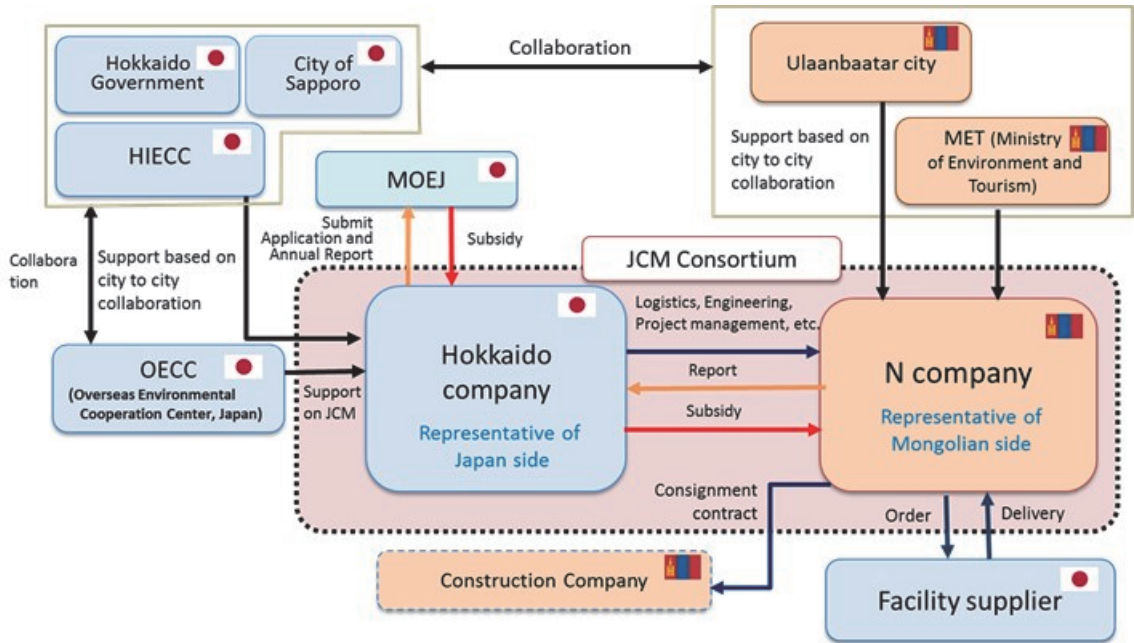 Hokkaido
Government
City of
Sapporo
HIECC
Collaboration
Ulaanbaatar city
Support based on
city to city
collaboration
MET (Ministry
of Environment and
Tourism)
MOEJ
Submit
Application and
Annual Report
Subsidy
Collabora
tion
Support based on
city to city
collaboration
JCM Consortium
OECC
(Overseas Environmental
Cooperation Center, Japan)
Support
on JCM
Hokkaido
company
Representative of
Japan side
Logistics, Engineering,
Project management, etc.
Report
Subsidy
N company
Representative of
Mongolian side
Consignment
contract
Order
Delivery
Construction Company
Facility supplier